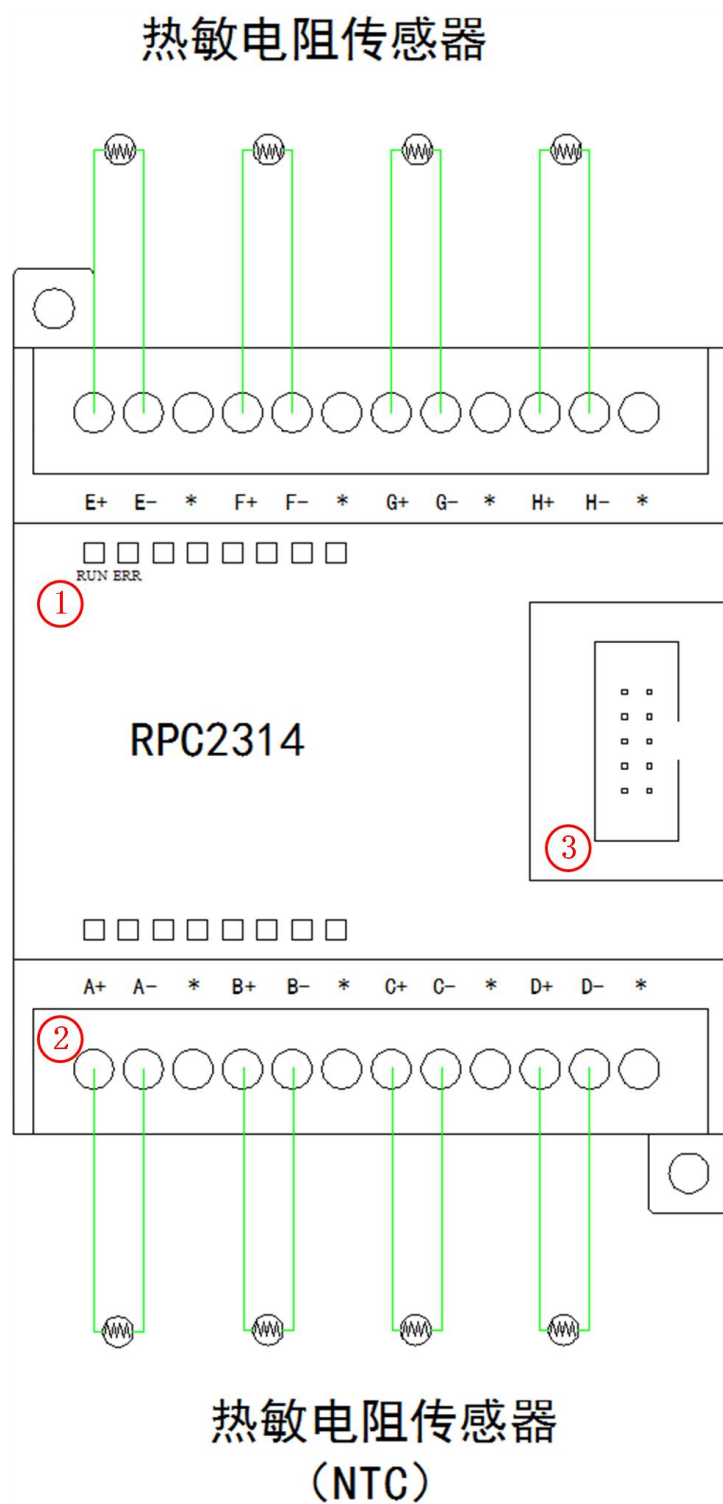 热敏电阻传感器
E+ E- * F+ F- * G+ G- * H+ H- *
RUN ERR
①
RPC2314
③
A+ A- * B+ B- * C+ C- * D+ D- *
②
热敏电阻传感器
（NTC）